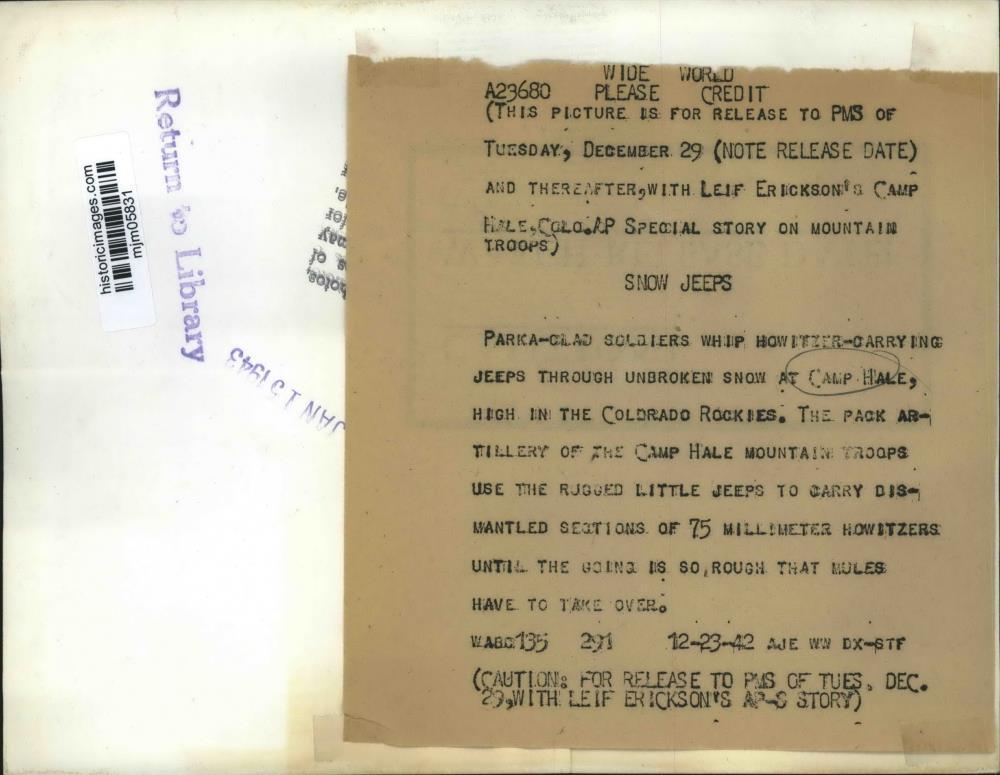 WIDE WORLD
A23680 PLEASE CREDIT
(THIS PICTURE IS FOR RELEASE TO PMS OF
TUESDAY, DECEMBER 29 (NOTE RELEASE DATE)
AND THEREAFTER, WITH LEIF ERICKSON'S CAMP
HALE, COLO. AP SPECIAL STORY ON MOUNTAIN
TROOPS)
SNOW JEEPS
PARKA-CLAD SOLDIERS WHIP HOWITZER-CARRYING
JEEPS THROUGH UNBROKEN SNOW AT CAMP HALE,
HIGH IN THE COLORADO ROCKIES. THE PACK AR-
TILLERY OF THE CAMP HALE MOUNTAIN TROOPS
USE THE RUGGED LITTLE JEEPS TO CARRY DIS-
MANTLED SECTIONS OF 75 MILLIMETER HOWITZERS
UNTIL THE GOING IS SO ROUGH THAT MULES
HAVE TO TAKE OVER.
135 291 12-23-42 AJE WW DX-STF
(CAUTION: FOR RELEASE TO PMS OF TUES, DEC.
29, WITH LEIF ERICKSON'S AP-S STORY)
Return to Library
historicimages.com
mjm05831
JAN 15 1943